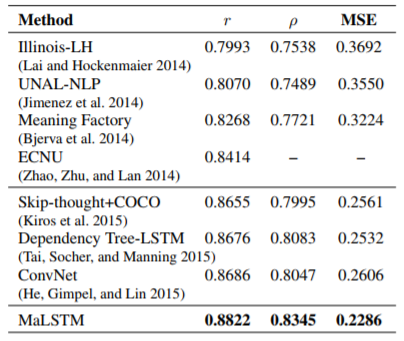 Method r ρ MSE
Illinois-LH 0.7993 0.7538 0.3692
(Lai and Hockenmaier 2014)
UNAL-NLP 0.8070 0.7489 0.3550
(Jimenez et al. 2014)
Meaning Factory 0.8268 0.7721 0.3224
(Bjerva et al. 2014)
ECNU 0.8414 – –
(Zhao, Zhu, and Lan 2014)
Skip-thought+COCO 0.8655 0.7995 0.2561
(Kiros et al. 2015)
Dependency Tree-LSTM 0.8676 0.8083 0.2532
(Tai, Socher, and Manning 2015)
ConvNet 0.8686 0.8047 0.2606
(He, Gimpel, and Lin 2015)
MaLSTM 0.8822 0.8345 0.2286